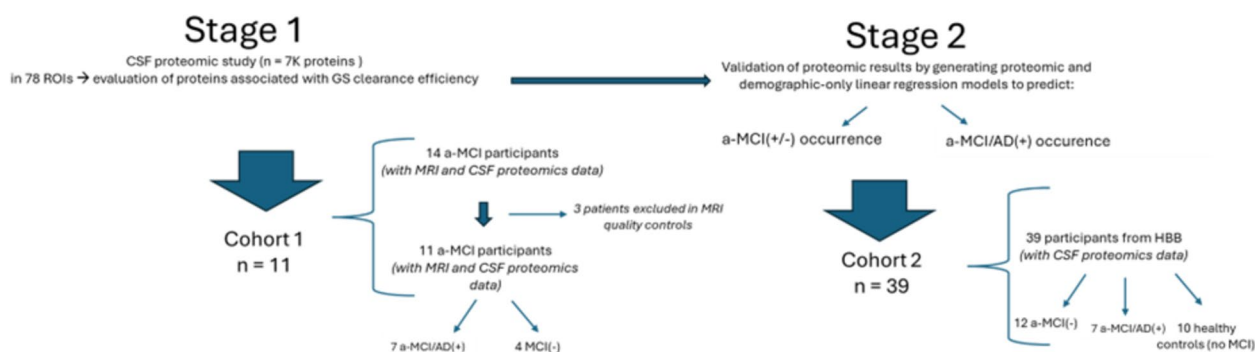 Stage 1
CSF proteomic study (n = 7K proteins )
in 78 ROIs → evaluation of proteins associated with GS clearance efficiency
Cohort 1
n = 11
14 a-MCI participants
(with MRI and CSF proteomics data)
3 patients excluded in MRI
quality controls
11 a-MCI participants
(with MRI and CSF proteomics
data)
7 a-MCI/AD(+)
4 MCI(-)
Stage 2
Validation of proteomic results by generating proteomic and
demographic-only linear regression models to predict:
a-MCI(+/-) occurrence
a-MCI/AD(+) occurence
Cohort 2
n = 39
39 participants from HBB
(with CSF proteomics data)
12 a-MCI(-)
7 a-MCI/AD(+)
10 healthy
controls (no MCI)